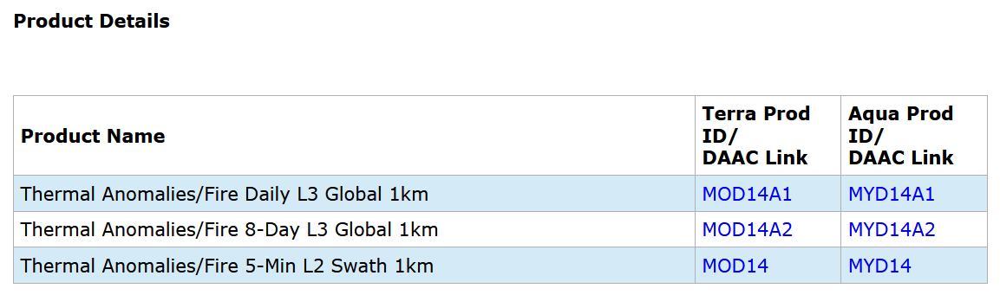 Product Details
Product Name
Terra Prod
ID/
DAAC Link
Aqua Prod
ID/
DAAC Link
Thermal Anomalies/Fire Daily L3 Global 1km MOD14A1 MYD14A1
Thermal Anomalies/Fire 8-Day L3 Global 1km MOD14A2 MYD14A2
Thermal Anomalies/Fire 5-Min L2 Swath 1km MOD14 MYD14